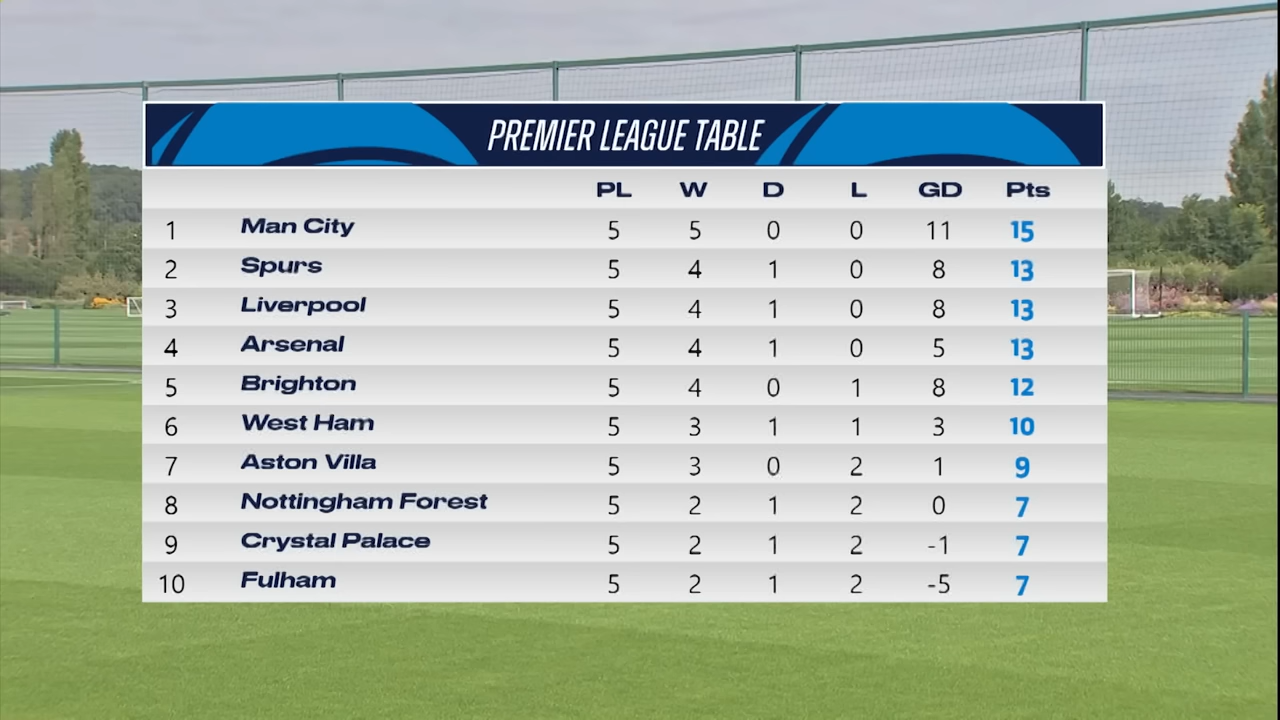 PREMIER LEAGUE TABLE
PL W D L GD Pts
1 Man City 5 5 0 0 11 15
2 Spurs 5 4 1 0 8 13
3 Liverpool 5 4 1 0 8 13
4 Arsenal 5 4 1 0 5 13
5 Brighton 5 4 0 1 8 12
6 West Ham 5 3 1 1 3 10
7 Aston Villa 5 3 0 2 1 9
8 Nottingham Forest 5 2 1 2 0 7
9 Crystal Palace 5 2 1 2 -1 7
10 Fulham 5 2 1 2 -5 7